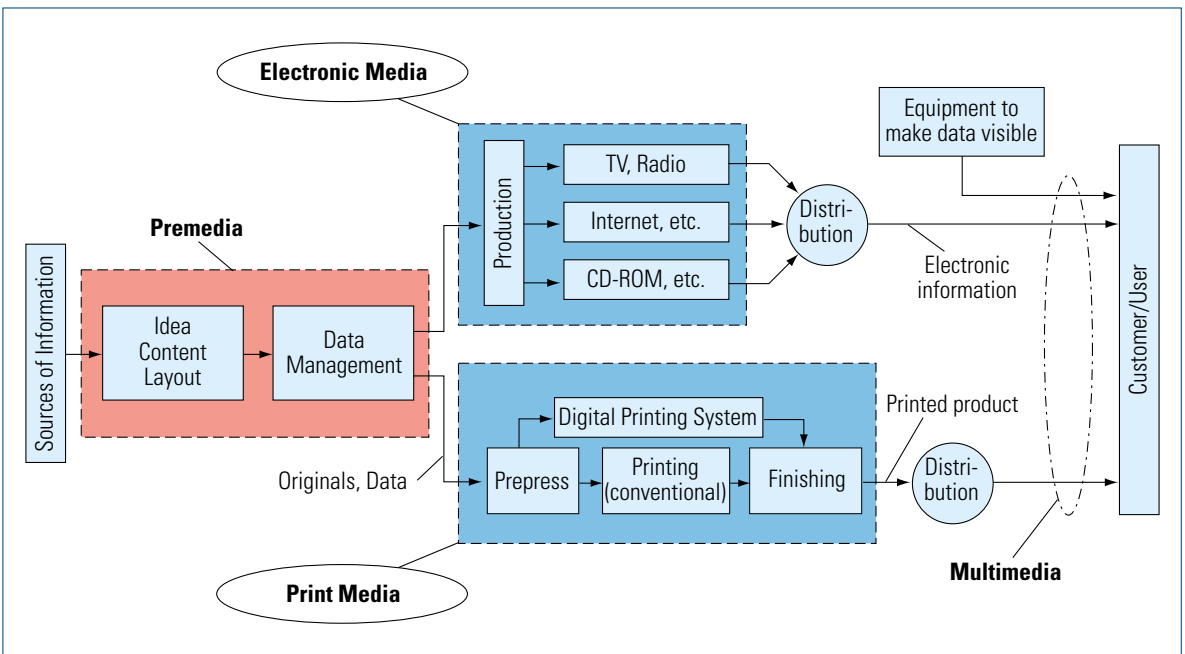 Electronic Media
Equipment to
make data visible
Production
TV, Radio
Internet, etc.
CD-ROM, etc.
Distri-
bution
Electronic
information
Customer/User
Premedia
Sources of Information
Idea
Content
Layout
Data
Management
Originals, Data
Digital Printing System
Prepress
Printing
(conventional)
Finishing
Printed product
Distri-
bution
Multimedia
Print Media